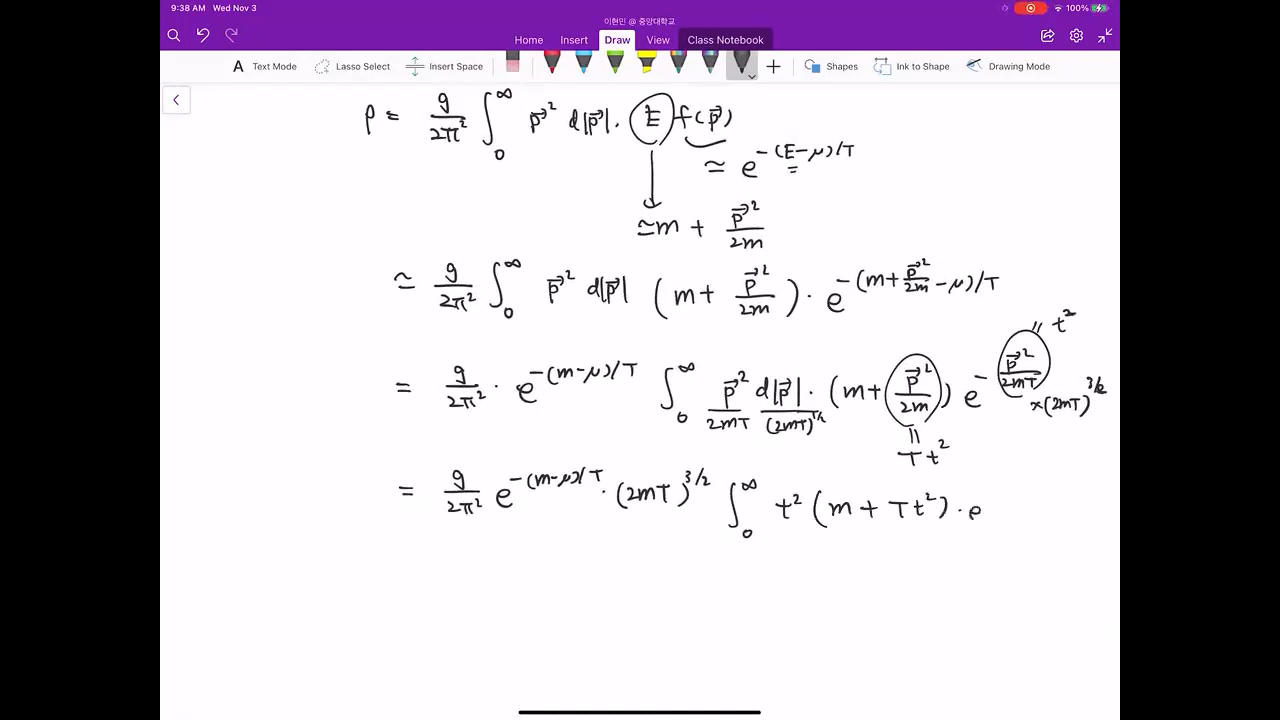 9:38 AM Wed Nov 3 100%
이현민 @ 중앙대학교
Home Insert Draw View Class Notebook
Text Mode Lasso Select Insert Space Shapes Ink to Shape Drawing Mode
ρ = g/2π² ∫₀^∞ p⃗² d|p⃗| · E f(p⃗)
≃ e^{-(E-μ)/T}
≃ m + p⃗²/2m
≃ g/2π² ∫₀^∞ p⃗² d|p⃗| (m + p⃗²/2m) · e^{-(m + p⃗²/2m - μ)/T}
= g/2π² · e^{-(m-μ)/T} ∫₀^∞ p⃗²/2mT d|p⃗|/(2mT)^{1/2} · (m + p⃗²/2m) e^{-p⃗²/2mT} × (2mT)^{3/2}
= t²
= T t²
= g/2π² e^{-(m-μ)/T} · (2mT)^{3/2} ∫₀^∞ t² (m + T t²) · e